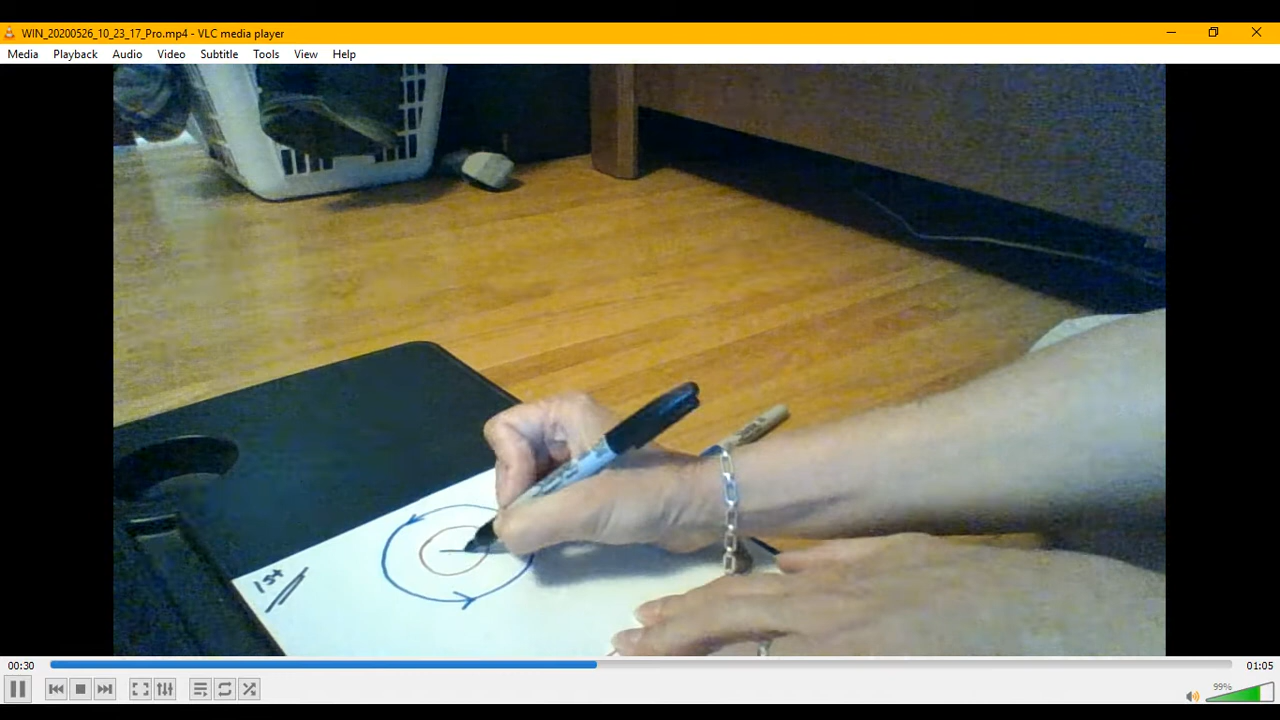 WIN_20200526_10_23_17_Pro.mp4 - VLC media player
Media Playback Audio Video Subtitle Tools View Help
1st
00:30
01:05
99%